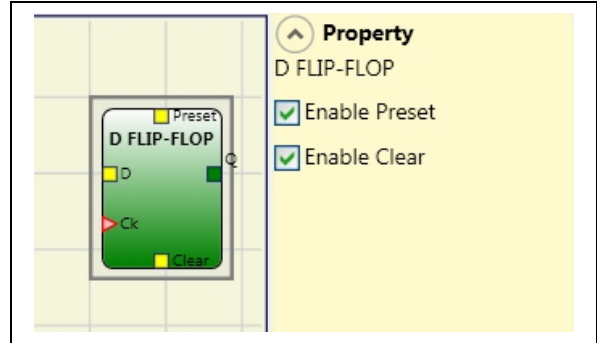 Property
D FLIP-FLOP
Enable Preset
Enable Clear
Preset
D FLIP-FLOP
D
Q
Ck
Clear